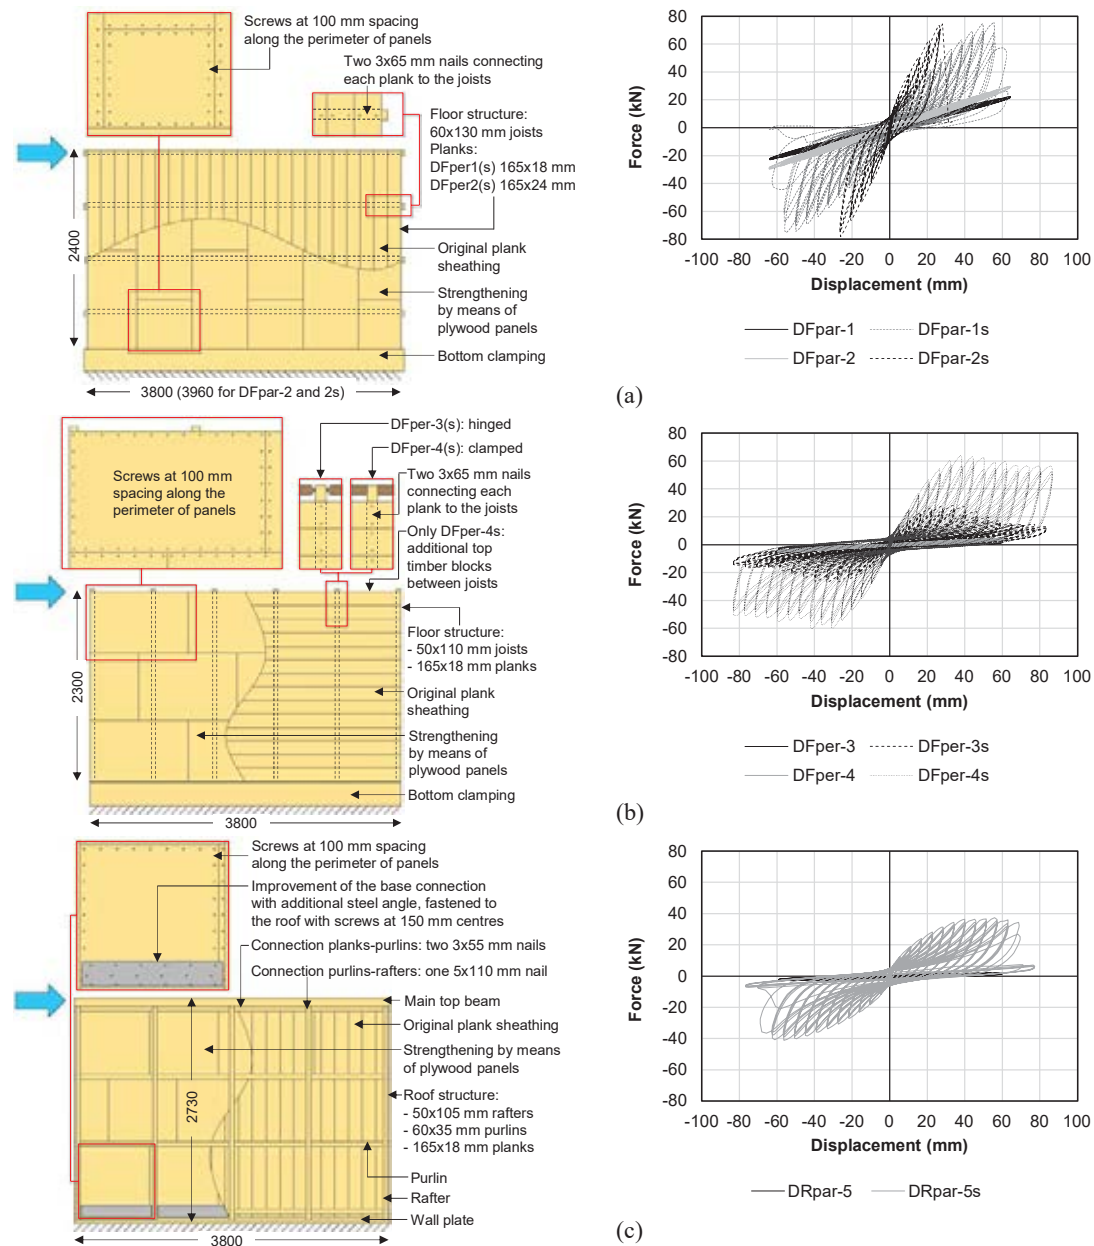 Screws at 100 mm spacing
along the perimeter of panels
Two 3x65 mm nails connecting
each plank to the joists
Floor structure:
60x130 mm joists
Planks:
DFper1(s) 165x18 mm
DFper2(s) 165x24 mm
Original plank
sheathing
Strengthening
by means of
plywood panels
Bottom clamping
2400
3800 (3960 for DFpar-2 and 2s)
Force (kN)
80
60
40
20
0
-20
-40
-60
-80
-100 -80 -60 -40 -20 0 20 40 60 80 100
Displacement (mm)
DFpar-1
DFpar-1s
DFpar-2
DFpar-2s
(a)
DFper-3(s): hinged
DFper-4(s): clamped
Screws at 100 mm
spacing along the
perimeter of panels
Two 3x65 mm nails
connecting each
plank to the joists
Only DFper-4s:
additional top
timber blocks
between joists
Floor structure:
- 50x110 mm joists
- 165x18 mm planks
Original plank
sheathing
Strengthening
by means of
plywood panels
Bottom clamping
2300
3800
Force (kN)
80
60
40
20
0
-20
-40
-60
-80
-100 -80 -60 -40 -20 0 20 40 60 80 100
Displacement (mm)
DFper-3
DFper-3s
DFper-4
DFper-4s
(b)
Screws at 100 mm spacing
along the perimeter of panels
Improvement of the base connection
with additional steel angle, fastened to
the roof with screws at 150 mm centres
Connection planks-purlins: two 3x55 mm nails
Connection purlins-rafters: one 5x110 mm nail
Main top beam
Original plank sheathing
Strengthening by means
of plywood panels
Roof structure:
- 50x105 mm rafters
- 60x35 mm purlins
- 165x18 mm planks
Purlin
Rafter
Wall plate
2730
3800
Force (kN)
80
60
40
20
0
-20
-40
-60
-80
-100 -80 -60 -40 -20 0 20 40 60 80 100
Displacement (mm)
DRpar-5
DRpar-5s
(c)